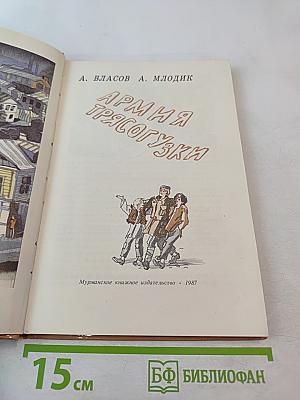 А. ВЛАСОВ А. МЛОДИК
АРМИЯ
ТРЯСОГУЗКИ
Мурманское книжное издательство • 1987
15 см
БФ БИБЛИОФАН